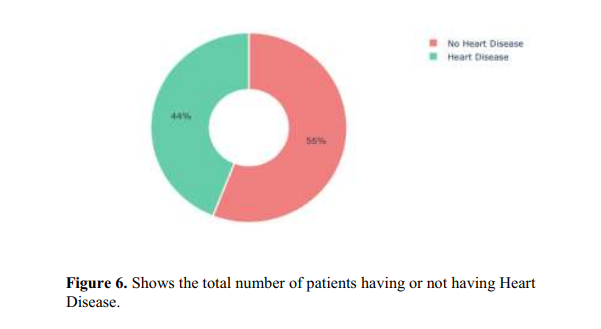 No Heart Disease
Heart Disease
44%
56%
Figure 6. Shows the total number of patients having or not having Heart
Disease.